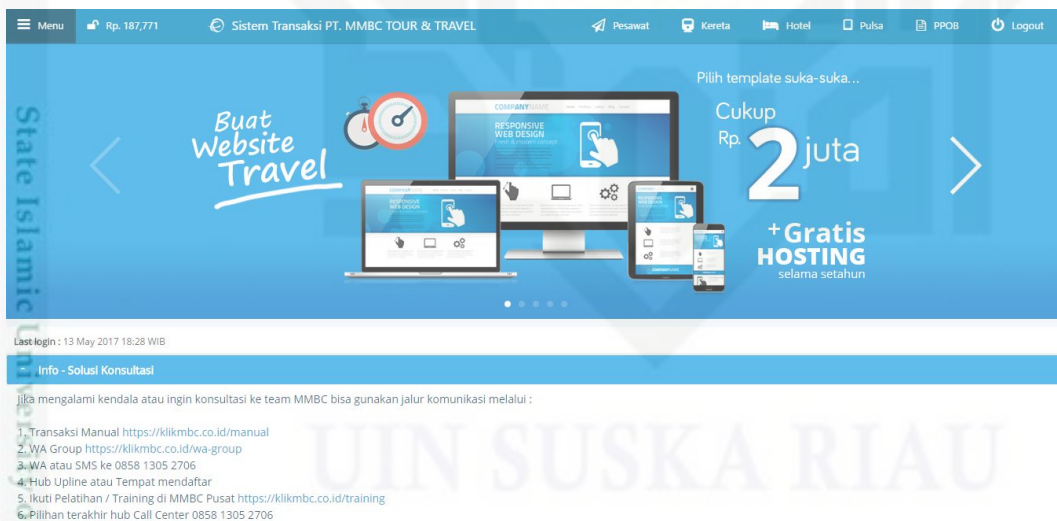 Menu
Rp. 187,771
Sistem Transaksi PT. MMBC TOUR & TRAVEL
Pesawat
Kereta
Hotel
Pulsa
PPOB
Logout
Buat
Website
Travel
COMPANYNAME
RESPONSIVE
WEB DESIGN
Pilih template suka-suka...
Cukup
Rp. 2 juta
+Gratis
HOSTING
selama setahun
Last login : 13 May 2017 18:28 WIB
- Info - Solusi Konsultasi
Jika mengalami kendala atau ingin konsultasi ke team MMBC bisa gunakan jalur komunikasi melalui :
1. Transaksi Manual https://klikmbc.co.id/manual
2. WA Group https://klikmbc.co.id/wa-group
3. WA atau SMS ke 0858 1305 2706
4. Hub Upline atau Tempat mendaftar
5. Ikuti Pelatihan / Training di MMBC Pusat https://klikmbc.co.id/training
6. Pilihan terakhir hub Call Center 0858 1305 2706
State Islamic University
UIN SUSKA RIAU